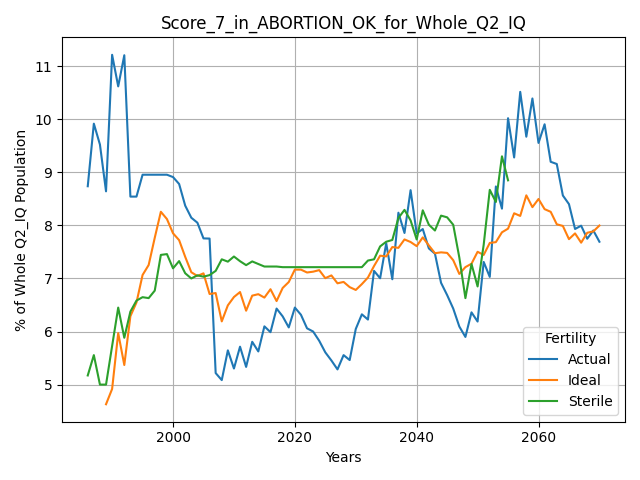 Score_7_in_ABORTION_OK_for_Whole_Q2_IQ
% of Whole Q2_IQ Population
11
10
9
8
7
6
5
2000 2020 2040 2060
Years
Fertility
Actual
Ideal
Sterile